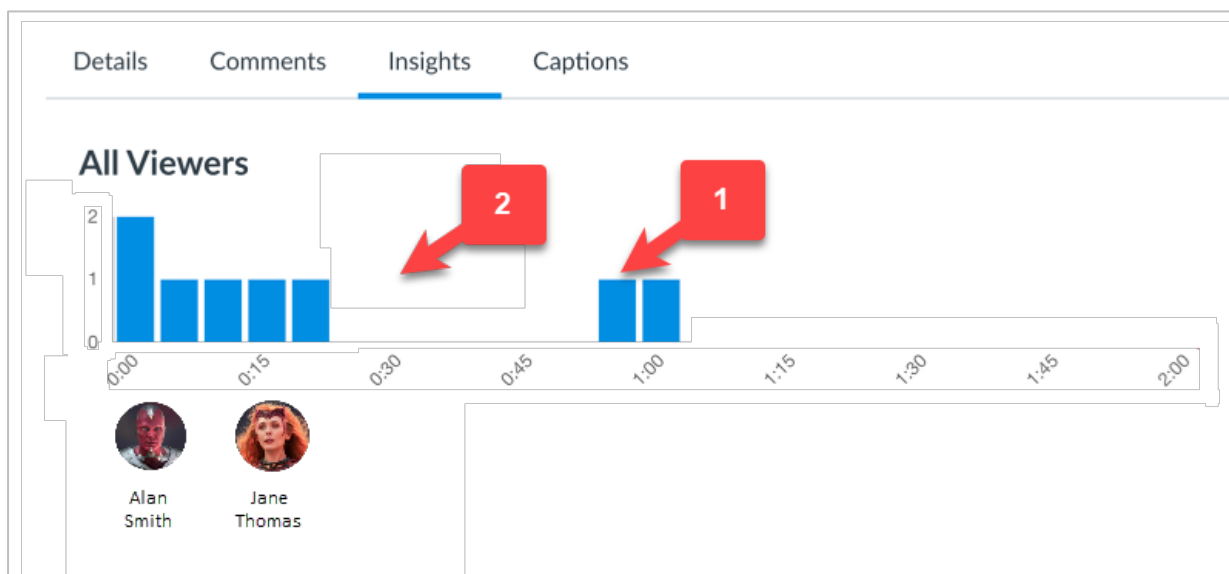 Details Comments Insights Captions
All Viewers
2 1
2
1
0
0:00 0:15 0:30 0:45 1:00 1:15 1:30 1:45 2:00
Alan Jane
Smith Thomas